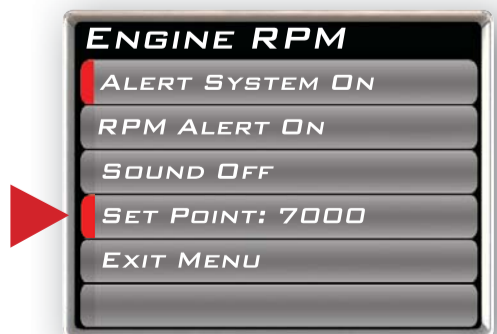 ENGINE RPM
ALERT SYSTEM ON
RPM ALERT ON
SOUND OFF
SET POINT: 7000
EXIT MENU